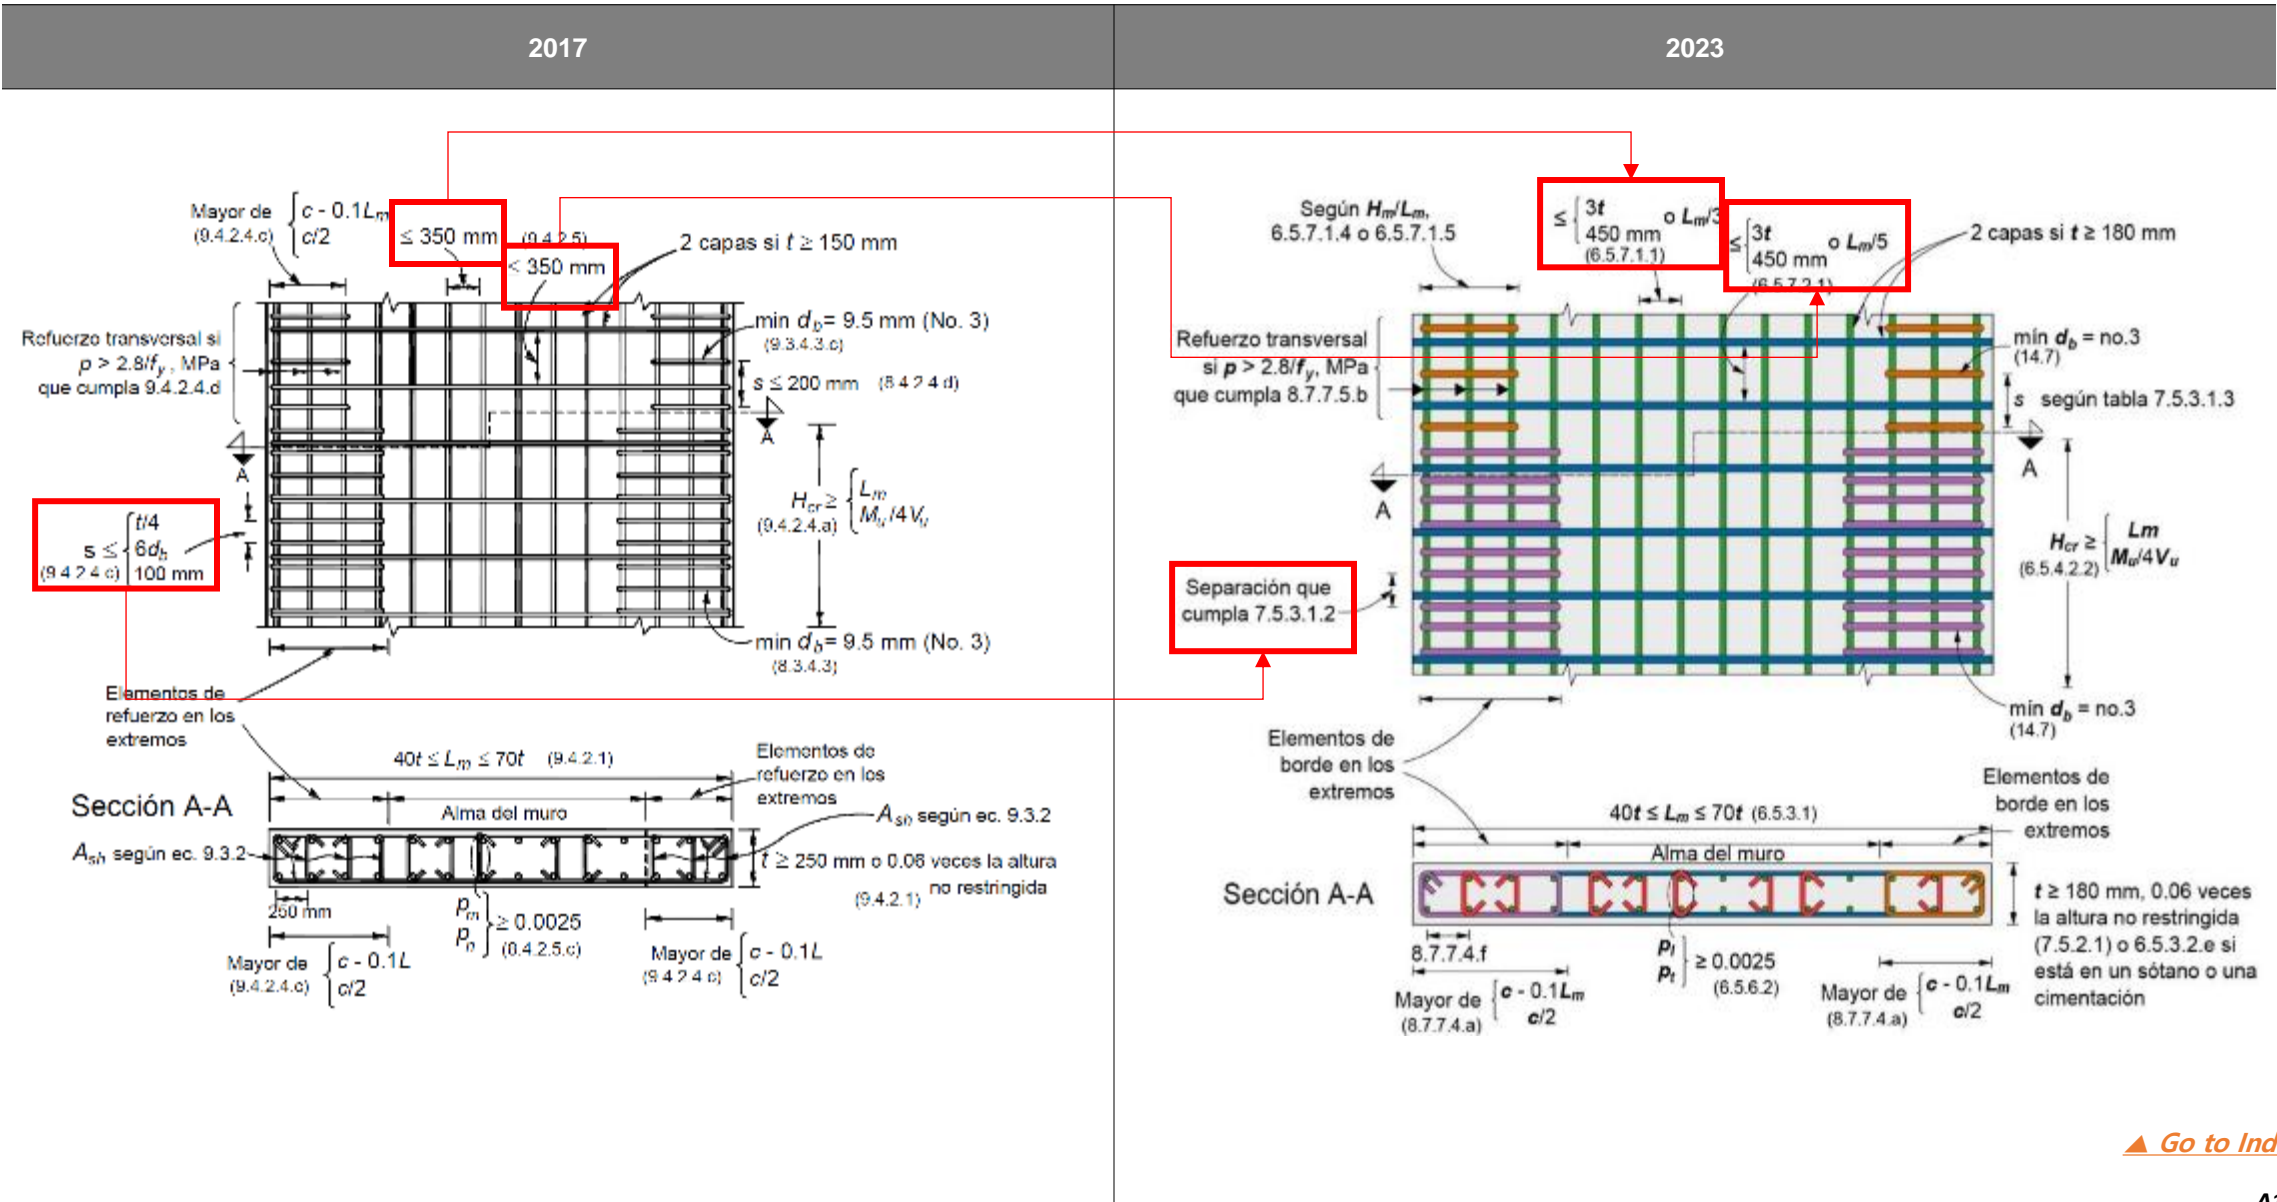 2017
2023
Mayor de
c - 0.1Lm
(9.4.2.4.c)
c/2
≤ 350 mm
(9.4.2.5)
≤ 350 mm
2 capas si t ≥ 150 mm
Refuerzo transversal si
p > 2.8/fy , MPa
que cumpla 9.4.2.4.d
min db= 9.5 mm (No. 3)
(9.3.4.3.c)
s ≤ 200 mm (8.4.2.4.d)
A
A
t/4
s ≤ 6db
(9.4.2.4.c) 100 mm
Hcr ≥ Lm
(9.4.2.4.a) Mu/4Vu
min db= 9.5 mm (No. 3)
(8.3.4.3)
Elementos de
refuerzo en los
extremos
40t ≤ Lm ≤ 70t (9.4.2.1)
Elementos de
refuerzo en los
extremos
Sección A-A
Alma del muro
Ash según ec. 9.3.2
Ash según ec. 9.3.2
t ≥ 250 mm o 0.06 veces la altura
no restringida
(9.4.2.1)
250 mm
pm
pn
≥ 0.0025
Mayor de
c - 0.1L
(9.4.2.4.c)
c/2
Mayor de
c - 0.1L
(9.4.2.4.c)
c/2
Según Hm/Lm,
6.5.7.1.4 o 6.5.7.1.5
≤ 3t
450 mm
o Lm/3
(6.5.7.1.1)
≤ 3t
450 mm
o Lm/5
(6.5.7.2.1)
2 capas si t ≥ 180 mm
Refuerzo transversal
si p > 2.8/fy, MPa
que cumpla 8.7.7.5.b
mín db = no.3
(14.7)
s según tabla 7.5.3.1.3
A
A
Separación que
cumpla 7.5.3.1.2
Hcr ≥ Lm
(6.5.4.2.2) Mu/4Vu
mín db = no.3
(14.7)
Elementos de
borde en los
extremos
Elementos de
borde en los
extremos
40t ≤ Lm ≤ 70t (6.5.3.1)
Alma del muro
Sección A-A
t ≥ 180 mm, 0.06 veces
la altura no restringida
(7.5.2.1) o 6.5.3.2.e si
está en un sótano o una
cimentación
8.7.7.4.f
pl
pt
≥ 0.0025
(6.5.6.2)
Mayor de
c - 0.1Lm
(8.7.7.4.a)
c/2
Mayor de
c - 0.1Lm
(8.7.7.4.a)
c/2
▲ Go to Ind